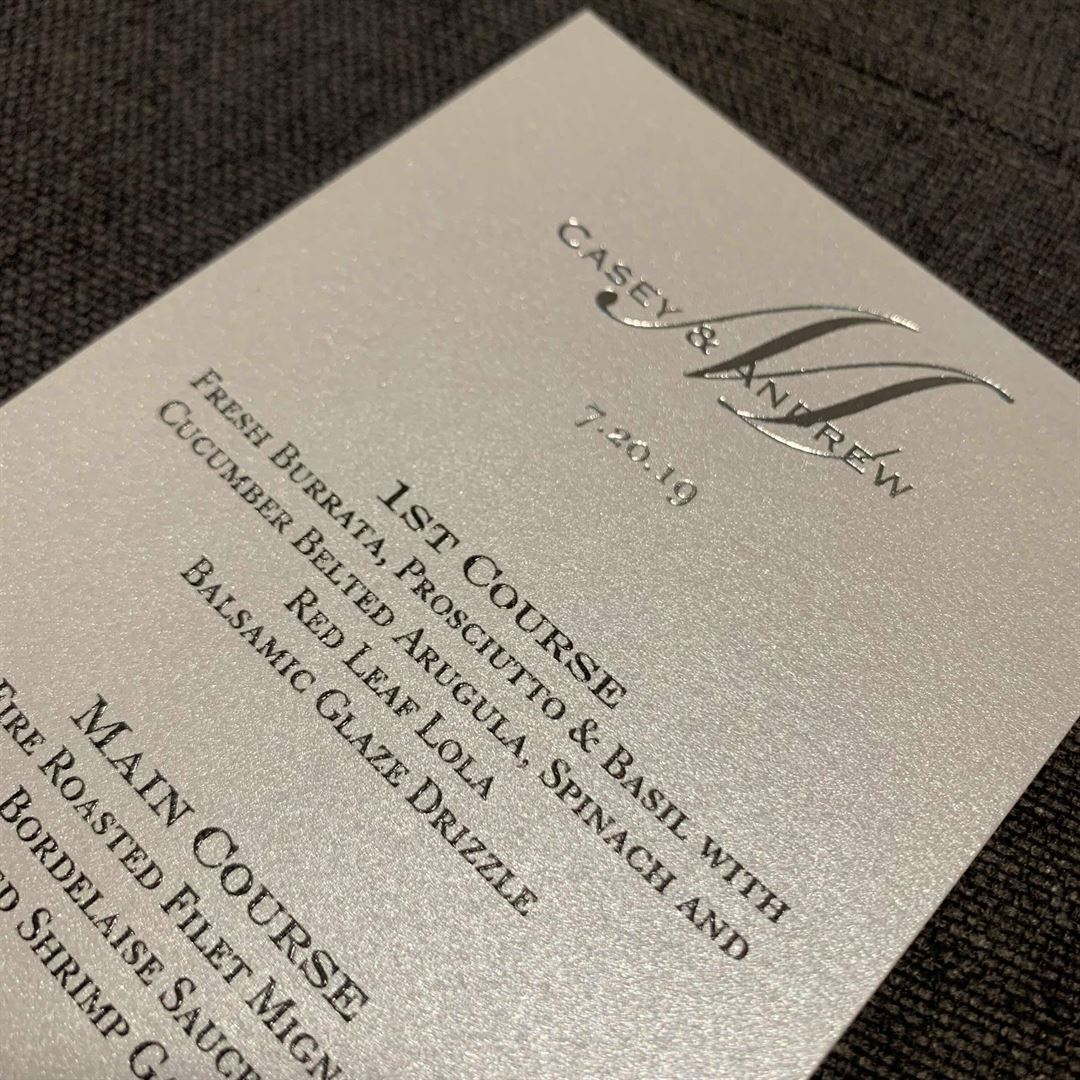 CASEY & ANDREW
M
7.20.19
1ST COURSE
FRESH BURRATA, PROSCIUTTO & BASIL WITH
CUCUMBER BELTED ARUGULA, SPINACH AND
RED LEAF LOLA
BALSAMIC GLAZE DRIZZLE
MAIN COURSE
FIRE ROASTED FILET
BORDELAISE SAUCE
SHRIMP